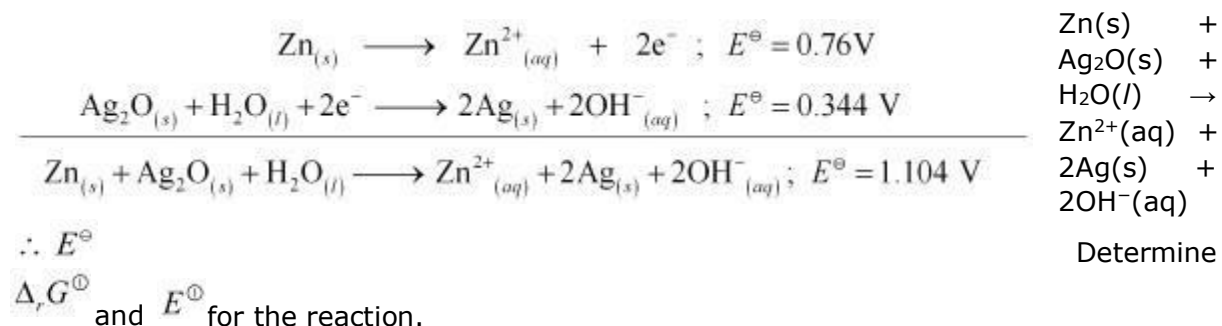 Zn(s) ⟶ Zn²⁺(aq) + 2e⁻ ; E⊖ = 0.76V
Ag₂O(s) + H₂O(l) + 2e⁻ ⟶ 2Ag(s) + 2OH⁻(aq) ; E⊖ = 0.344 V
Zn(s) + Ag₂O(s) + H₂O(l) ⟶ Zn²⁺(aq) + 2Ag(s) + 2OH⁻(aq) ; E⊖ = 1.104 V
∴ E⊖
Zn(s) +
Ag₂O(s) +
H₂O(l) →
Zn²⁺(aq) +
2Ag(s) +
2OH⁻(aq)
Determine
ΔᵣG⦶ and E⦶ for the reaction.